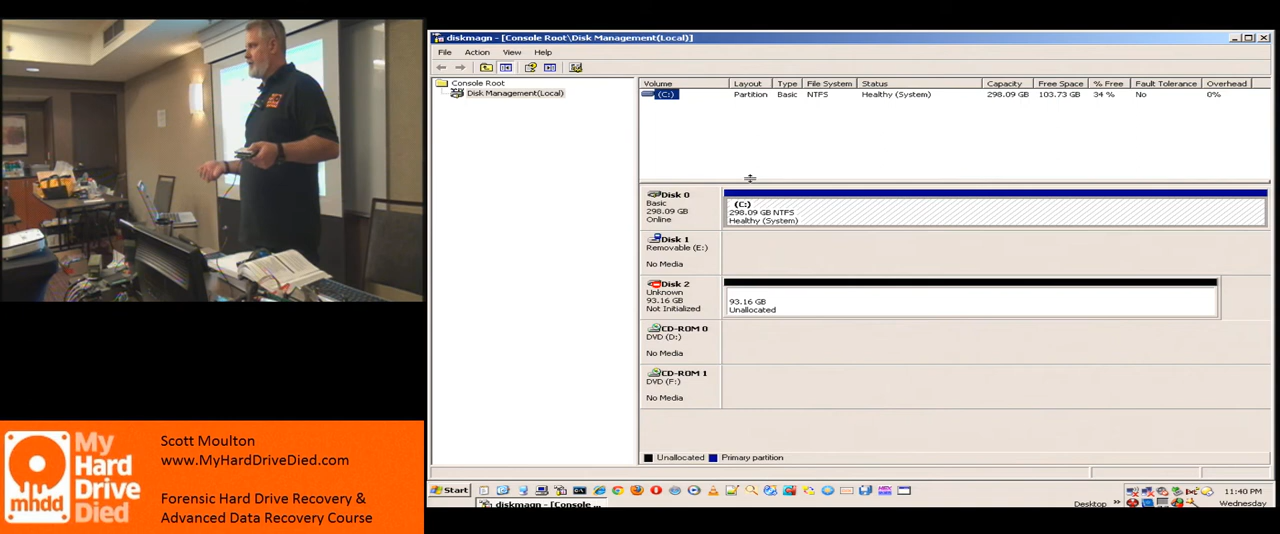 diskmagn - [Console Root\Disk Management(Local)]
File Action View Help
Console Root
Disk Management(Local)
Volume Layout Type File System Status Capacity Free Space % Free Fault Tolerance Overhead
(C:) Partition Basic NTFS Healthy (System) 298.09 GB 103.73 GB 34 % No 0%
Disk 0
Basic
298.09 GB
Online
(C:)
298.09 GB NTFS
Healthy (System)
Disk 1
Removable (E:)
No Media
Disk 2
Unknown
93.16 GB
Not Initialized
93.16 GB
Unallocated
CD-ROM 0
DVD (D:)
No Media
CD-ROM 1
DVD (F:)
No Media
Unallocated Primary partition
Start
diskmagn - [Console ...
Desktop »
11:40 PM
Wednesday
My
Hard
Drive
Died
mhdd
Scott Moulton
www.MyHardDriveDied.com
Forensic Hard Drive Recovery &
Advanced Data Recovery Course